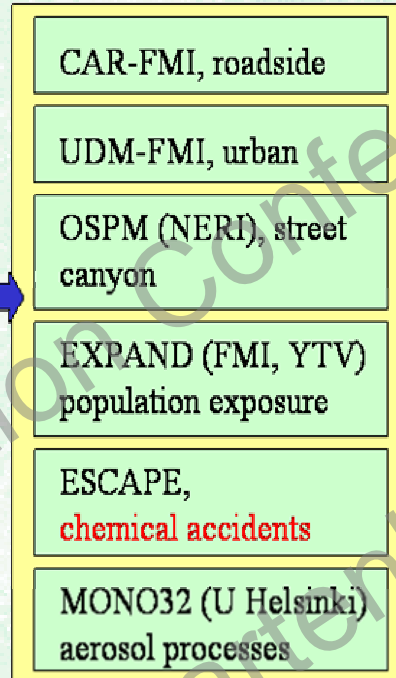 CAR-FMI, roadside
UDM-FMI, urban
OSPM (NERI), street
canyon
EXPAND (FMI, YTV)
population exposure
ESCAPE,
chemical accidents
MONO32 (U Helsinki)
aerosol processes